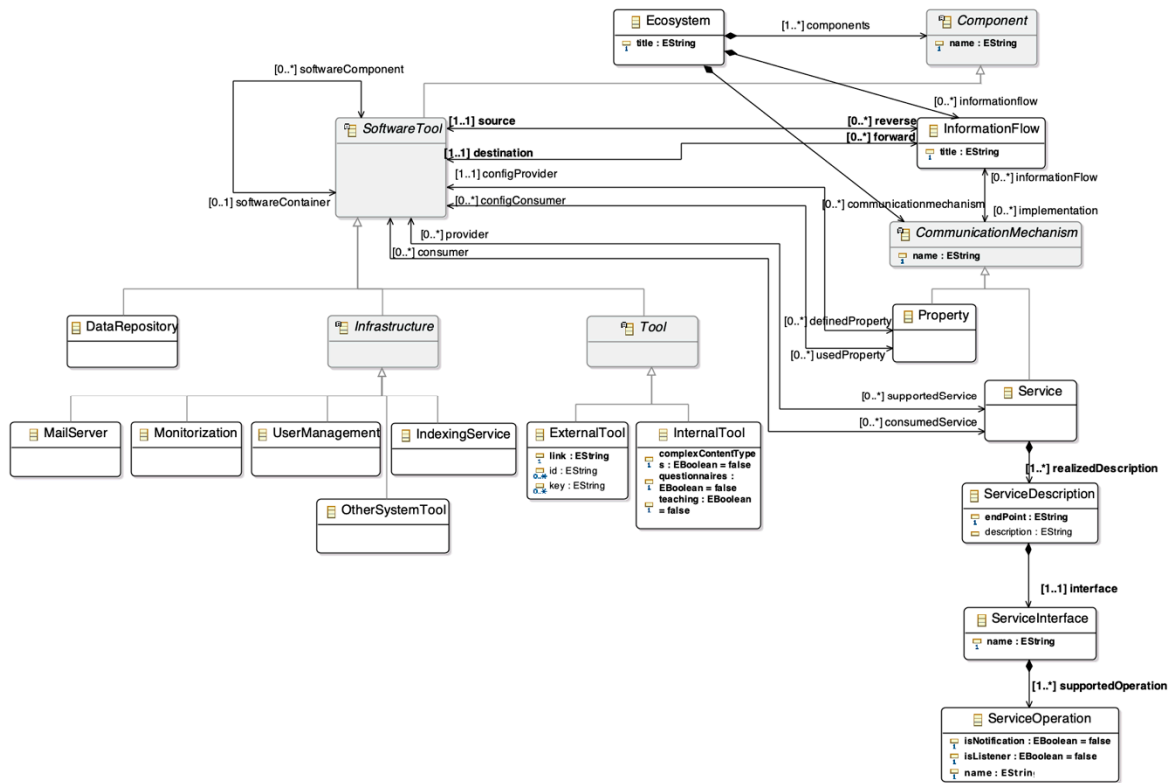 Ecosystem
title : EString
[1..*] components
Component
name : EString
[0..*] softwareComponent
[0..*] informationflow
SoftwareTool
[1..1] source
[0..*] reverse
InformationFlow
title : EString
[0..*] forward
[1..1] destination
[1..1] configProvider
[0..*] informationFlow
[0..1] softwareContainer
[0..*] configConsumer
[0..*] communicationmechanism
[0..*] implementation
[0..*] provider
[0..*] consumer
CommunicationMechanism
name : EString
DataRepository
Infrastructure
Tool
[0..*] definedProperty
Property
[0..*] usedProperty
[0..*] supportedService
Service
[0..*] consumedService
MailServer
Monitorization
UserManagement
IndexingService
ExternalTool
link : EString
id : EString
0..*
key : EString
0..*
InternalTool
complexContentType
s : EBoolean = false
questionnaires :
EBoolean = false
teaching : EBoolean
= false
OtherSystemTool
[1..*] realizedDescription
ServiceDescription
endPoint : EString
description : EString
[1..1] interface
ServiceInterface
name : EString
[1..*] supportedOperation
ServiceOperation
isNotification : EBoolean = false
isListener : EBoolean = false
name : EString